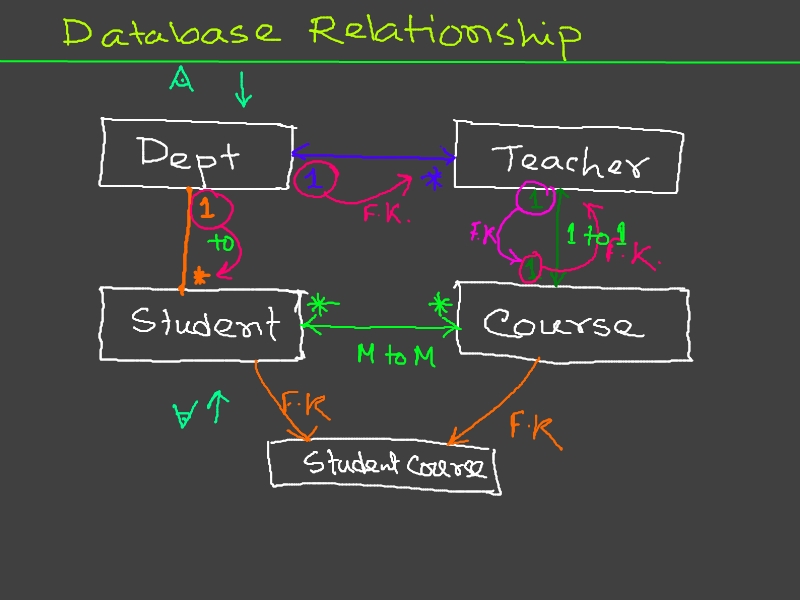 Database Relationship
Dept
Teacher
1
*
F.K.
1
to
*
1
F.K
1 to 1
F.K.
1
Student
*
*
Course
M to M
F.K
F.K
Student Course